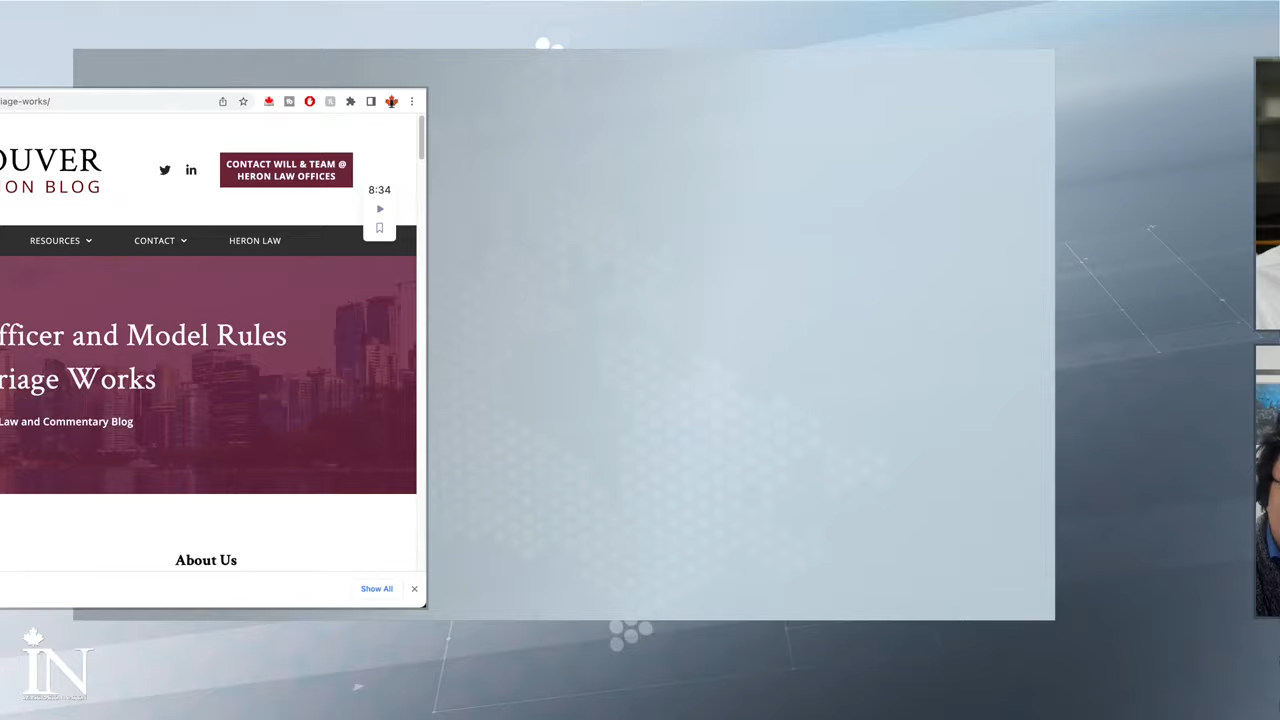 iage-works/
OUVER
ION BLOG
CONTACT WILL & TEAM @
HERON LAW OFFICES
8:34
RESOURCES
CONTACT
HERON LAW
fficer and Model Rules
riage Works
Law and Commentary Blog
About Us
Show All
iN